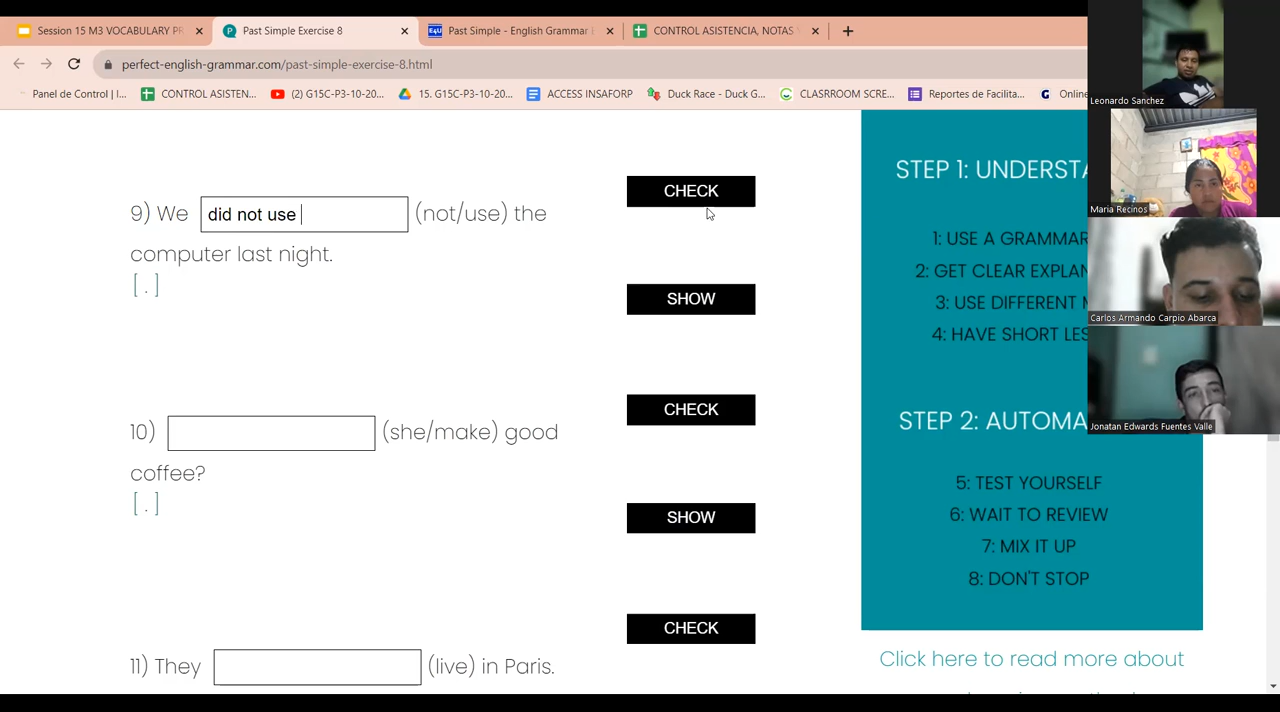 Session 15 M3 VOCABULARY PR
Past Simple Exercise 8
Past Simple - English Grammar E
CONTROL ASISTENCIA, NOTAS
perfect-english-grammar.com/past-simple-exercise-8.html
Panel de Control | I...
CONTROL ASISTEN...
(2) G15C-P3-10-20...
15. G15C-P3-10-20...
ACCESS INSAFORP
Duck Race - Duck G...
CLASRROOM SCRE...
Reportes de Facilita...
Online
Leonardo Sanchez
Maria Recinos
Carlos Armando Carpio Abarca
Jonatan Edwards Fuentes Valle
9) We did not use (not/use) the
computer last night.
[ . ]
CHECK
SHOW
10) (she/make) good
coffee?
[ . ]
CHECK
SHOW
11) They (live) in Paris.
CHECK
STEP 1: UNDERSTA
1: USE A GRAMMAR
2: GET CLEAR EXPLAN
3: USE DIFFERENT M
4: HAVE SHORT LES
STEP 2: AUTOMA
5: TEST YOURSELF
6: WAIT TO REVIEW
7: MIX IT UP
8: DON'T STOP
Click here to read more about